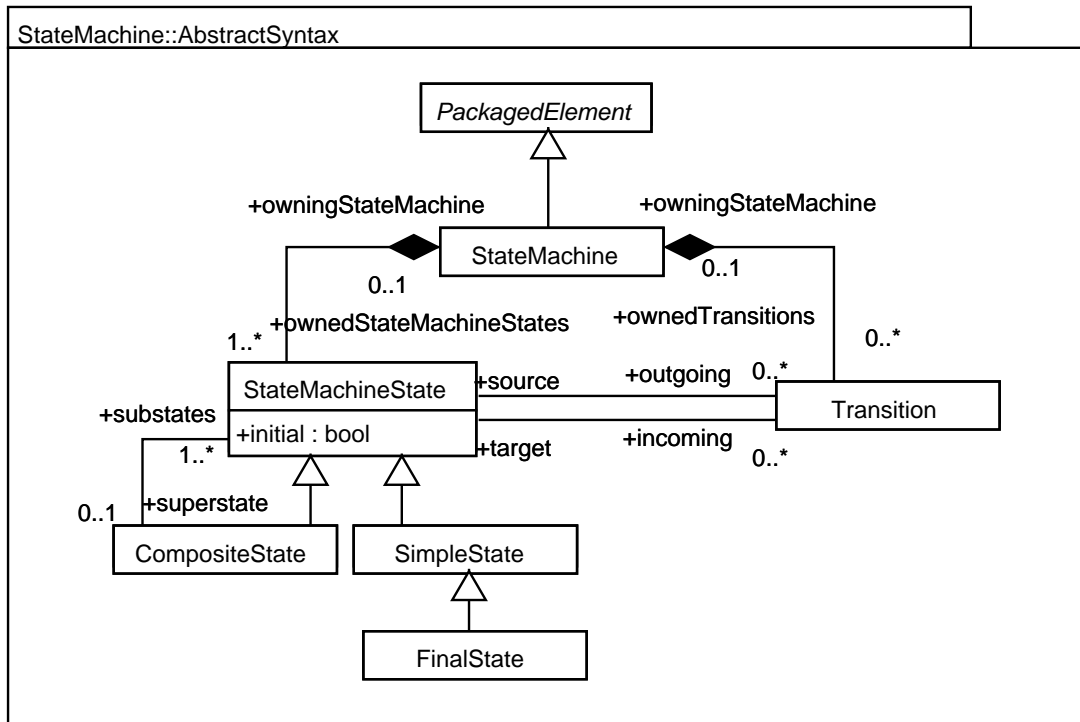 StateMachine::AbstractSyntax
PackagedElement
+owningStateMachine
+owningStateMachine
StateMachine
0..1
0..1
+ownedStateMachineStates
+ownedTransitions
1..*
0..*
StateMachineState
+source
+outgoing
0..*
Transition
+substates
+initial : bool
+target
+incoming
1..*
0..*
0..1
+superstate
CompositeState
SimpleState
FinalState